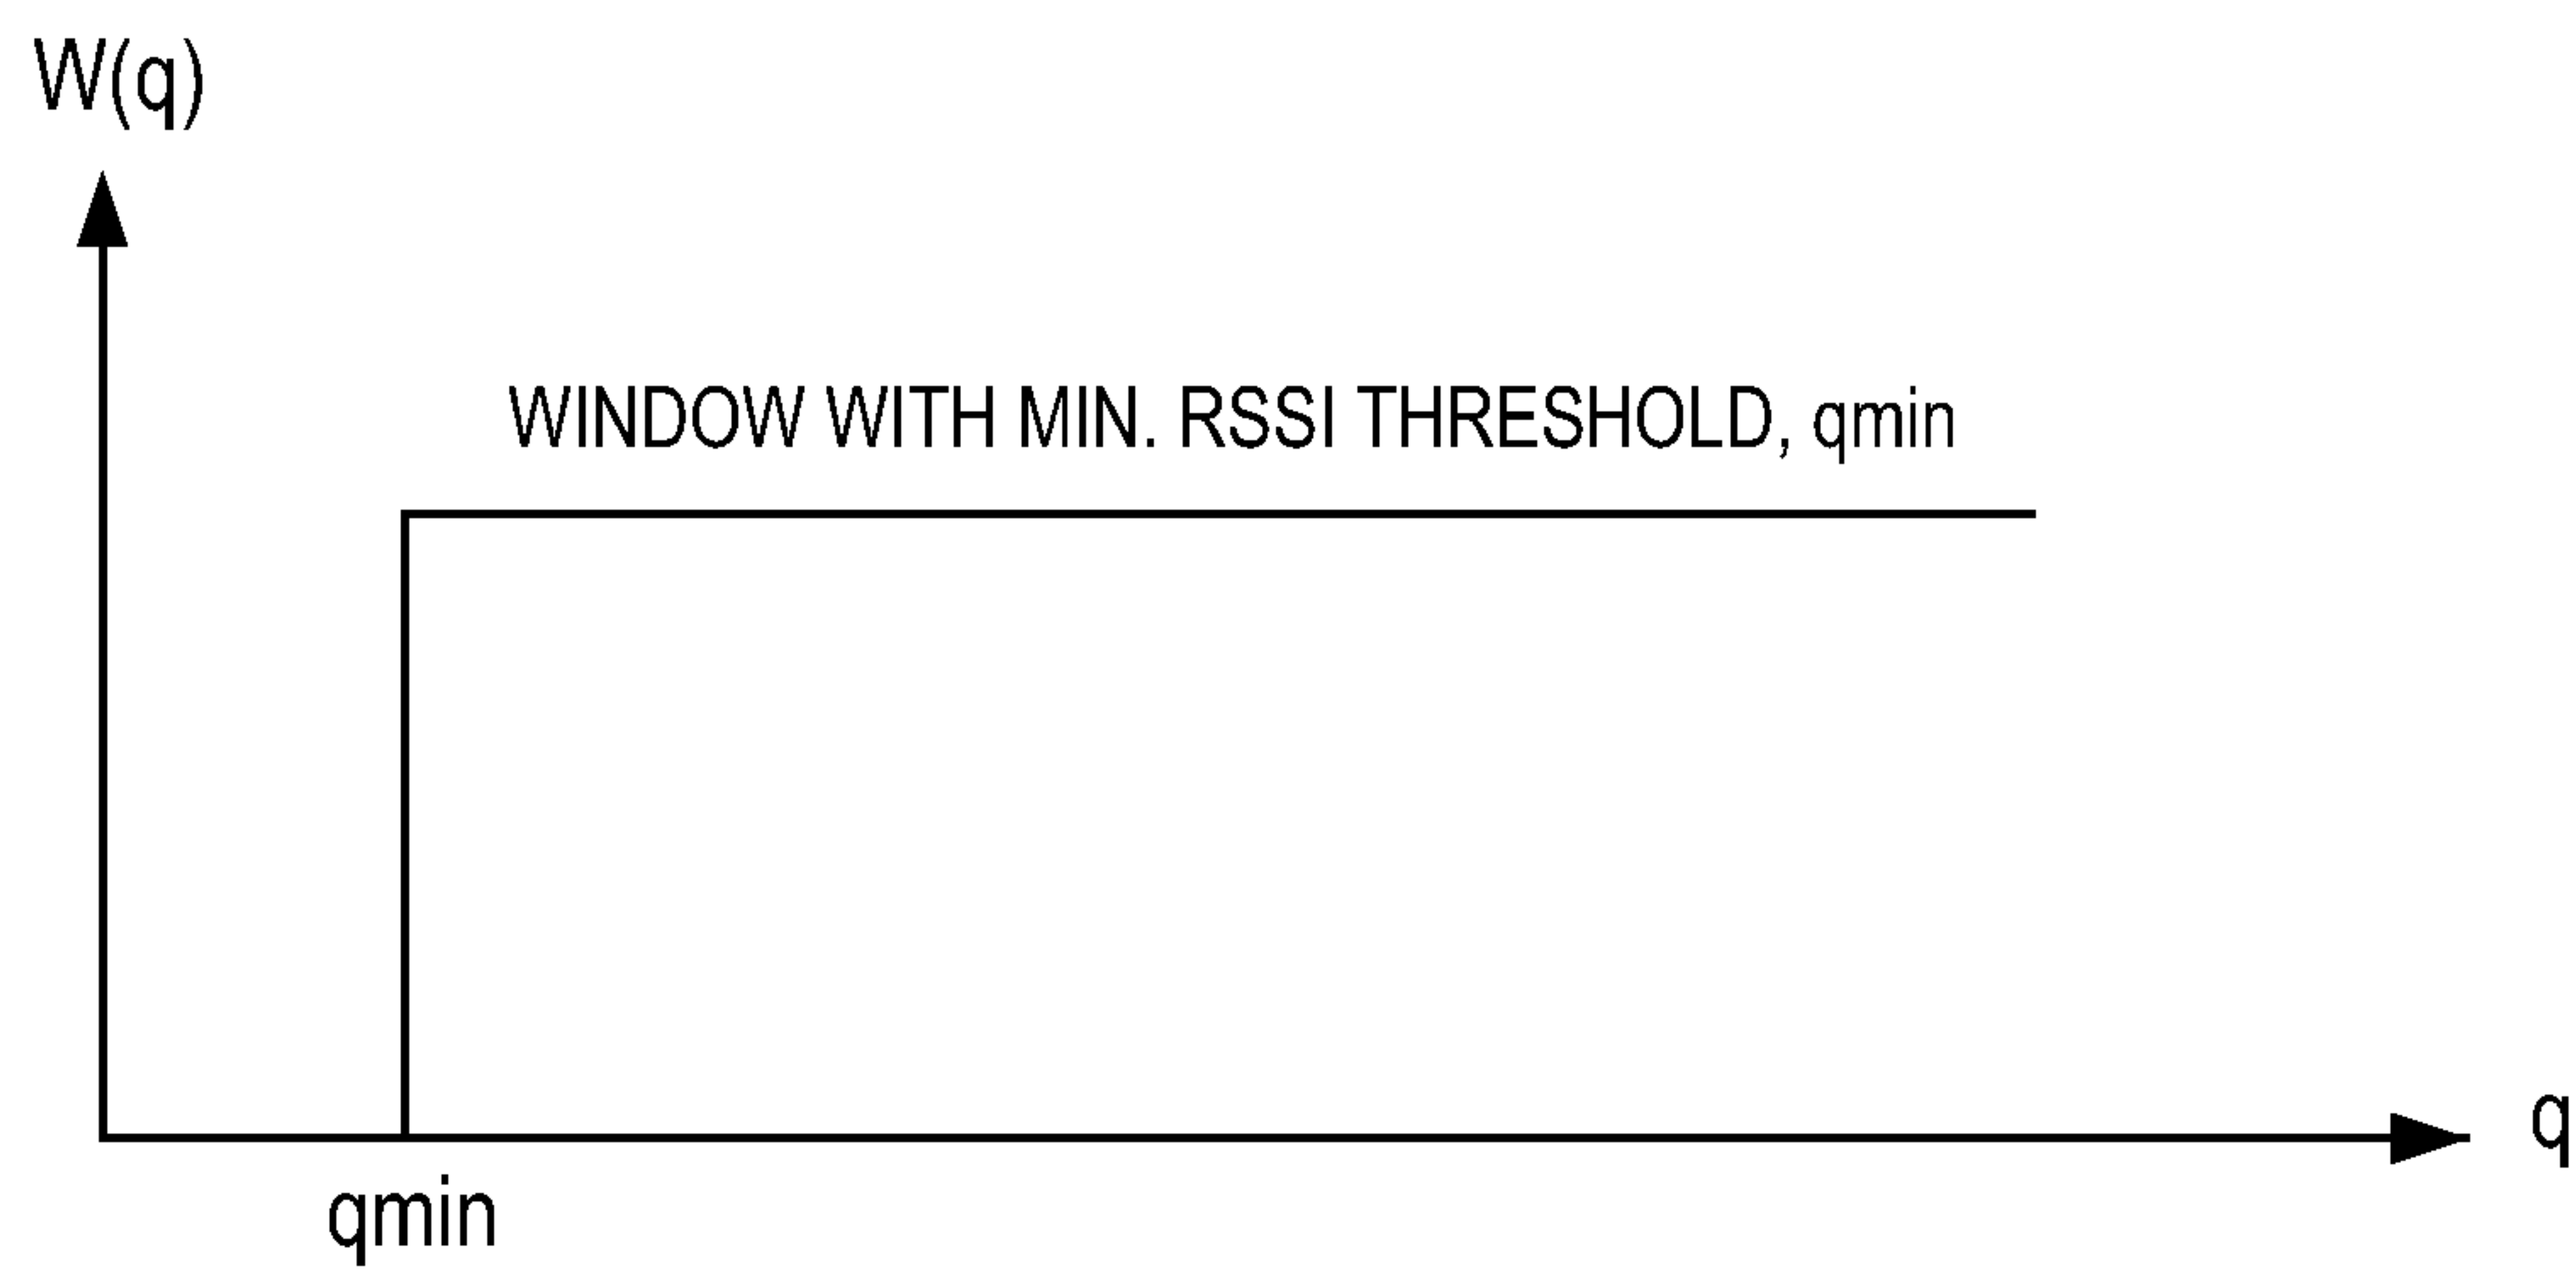 W(q)
WINDOW WITH MIN. RSSI THRESHOLD, qmin
q
qmin